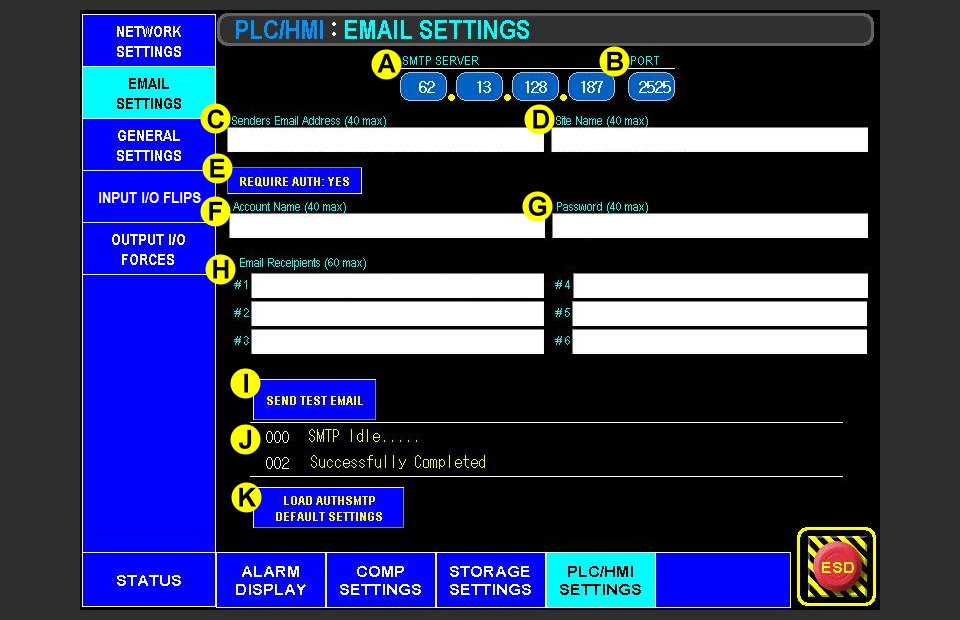 NETWORK
SETTINGS
EMAIL
SETTINGS
GENERAL
SETTINGS
INPUT I/O FLIPS
OUTPUT I/O
FORCES
PLC/HMI : EMAIL SETTINGS
A SMTP SERVER B PORT
62 . 13 . 128 . 187 2525
C Senders Email Address (40 max) D Site Name (40 max)
E REQUIRE AUTH: YES
F Account Name (40 max) G Password (40 max)
H Email Receipients (60 max)
#1 #4
#2 #5
#3 #6
I SEND TEST EMAIL
J 000 SMTP Idle.....
002 Successfully Completed
K LOAD AUTHSMTP
DEFAULT SETTINGS
ESD
STATUS
ALARM
DISPLAY
COMP
SETTINGS
STORAGE
SETTINGS
PLC/HMI
SETTINGS